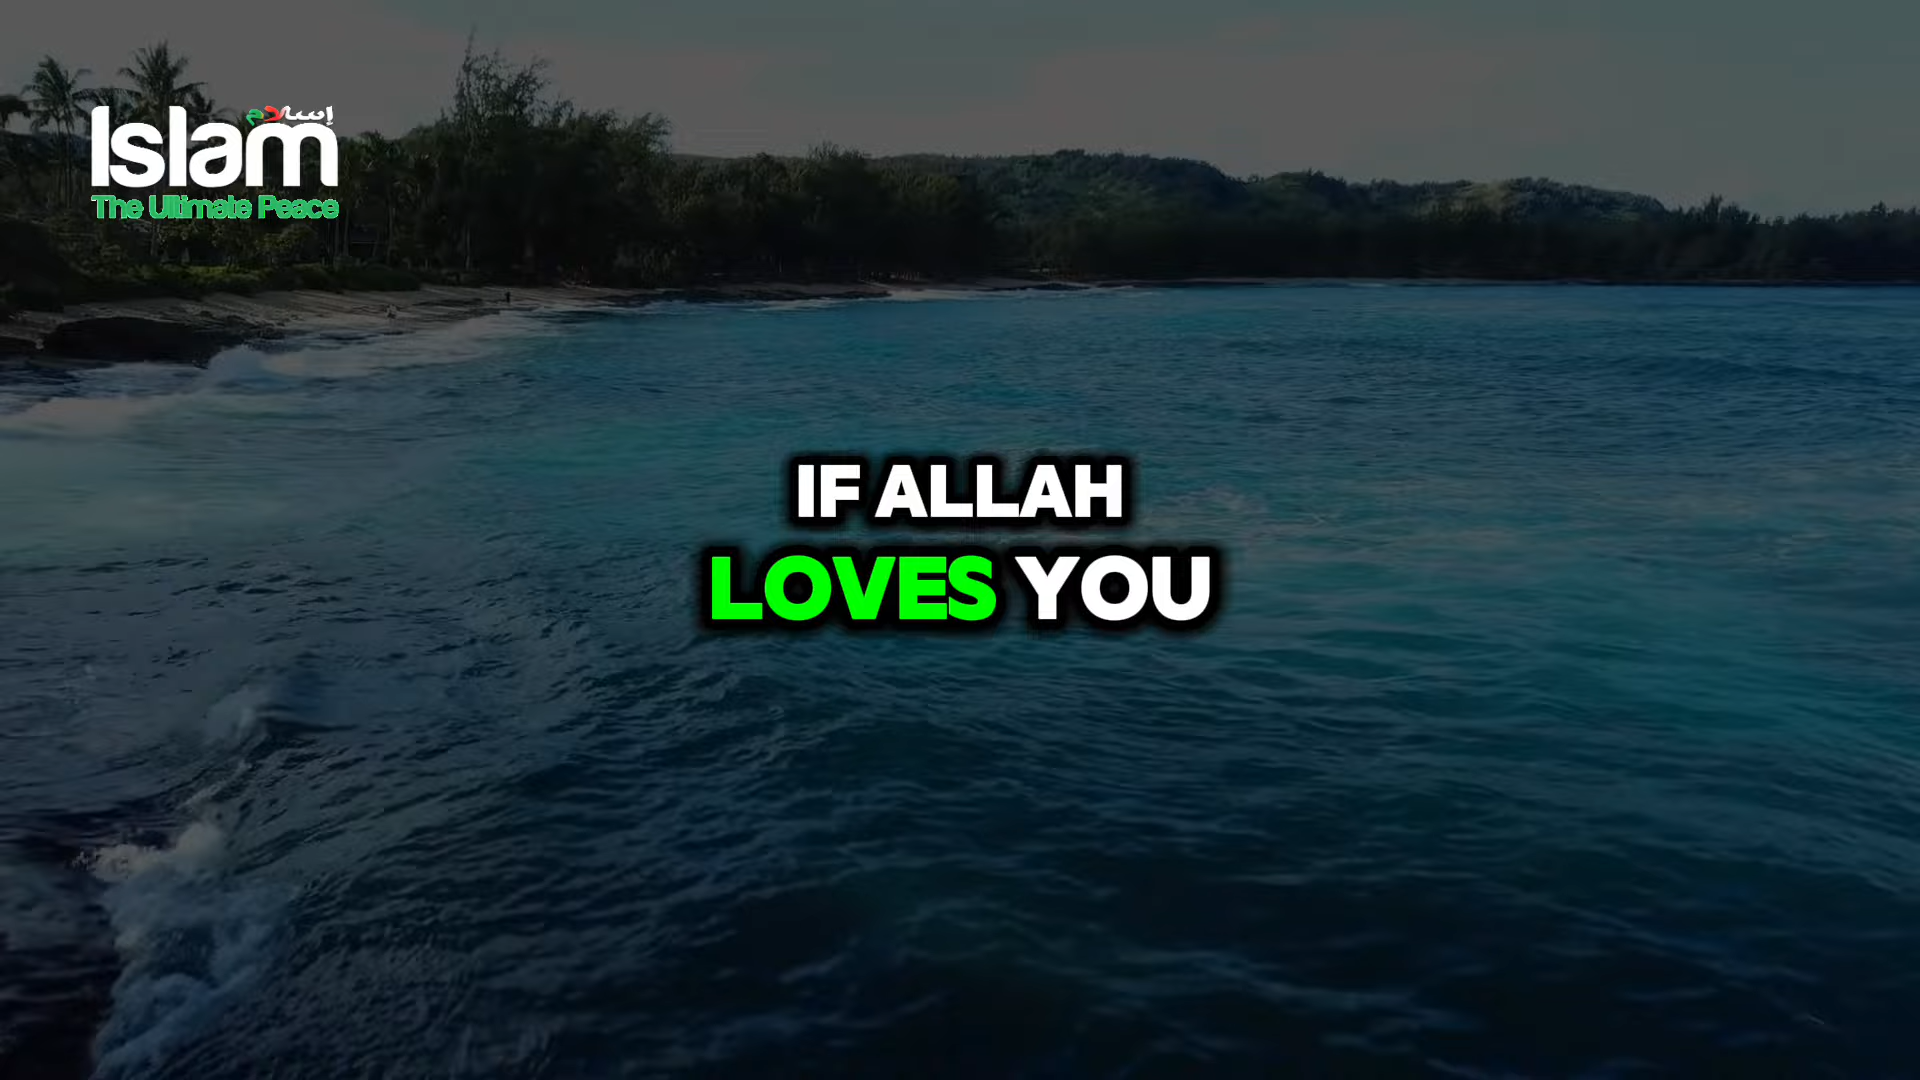 إسلام
Islam
The Ultimate Peace
IF ALLAH
LOVES YOU